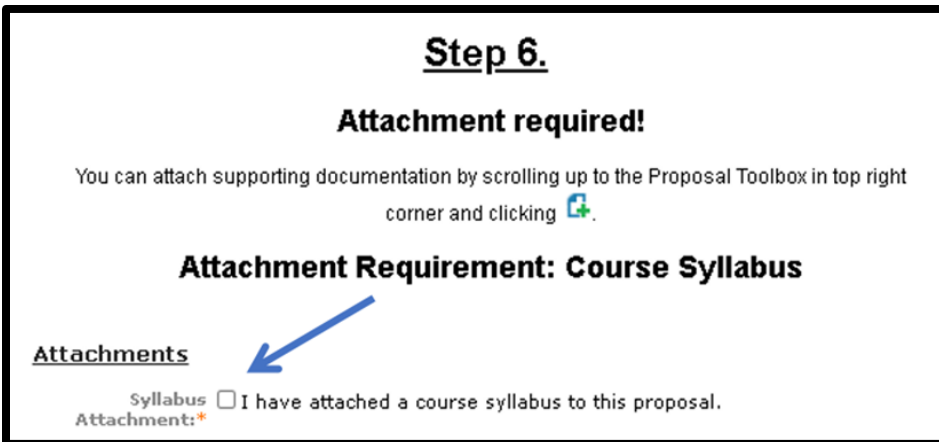 Step 6.
Attachment required!
You can attach supporting documentation by scrolling up to the Proposal Toolbox in top right
corner and clicking .
Attachment Requirement: Course Syllabus
Attachments
Syllabus I have attached a course syllabus to this proposal.
Attachment:*